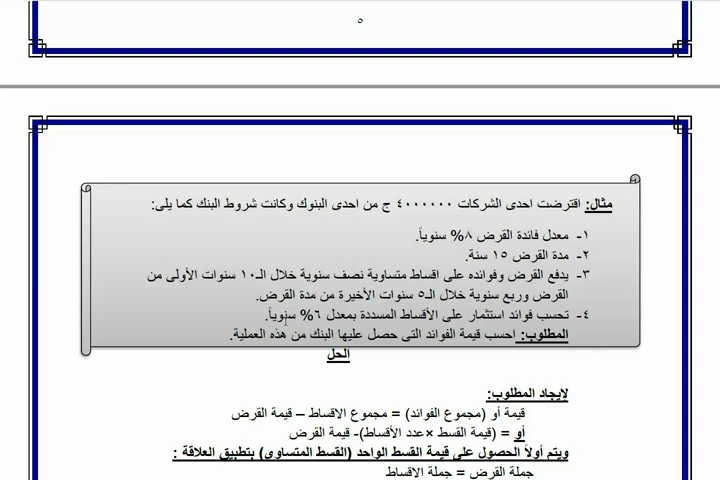 ٥
مثال: اقترضت احدى الشركات ٤٠٠٠٠٠٠ ج من احدى البنوك وكانت شروط البنك كما يلى:
١- معدل فائدة القرض ٨% سنوياً.
٢- مدة القرض ١٥ سنة.
٣- يدفع القرض وفوائده على اقساط متساوية نصف سنوية خلال الـ١٠ سنوات الأولى من
القرض وربع سنوية خلال الـ٥ سنوات الأخيرة من مدة القرض.
٤- تحسب فوائد استثمار على الأقساط المسددة بمعدل ٦% سنوياً.
المطلوب: احسب قيمة الفوائد التى حصل عليها البنك من هذه العملية.
الحل
لايجاد المطلوب:
قيمة أو (مجموع الفوائد) = مجموع الاقساط – قيمة القرض
أو = (قيمة القسط ×عدد الأقساط)- قيمة القرض
ويتم أولاً الحصول على قيمة القسط الواحد (القسط المتساوى) بتطبيق العلاقة :
جملة القرض = جملة الاقساط